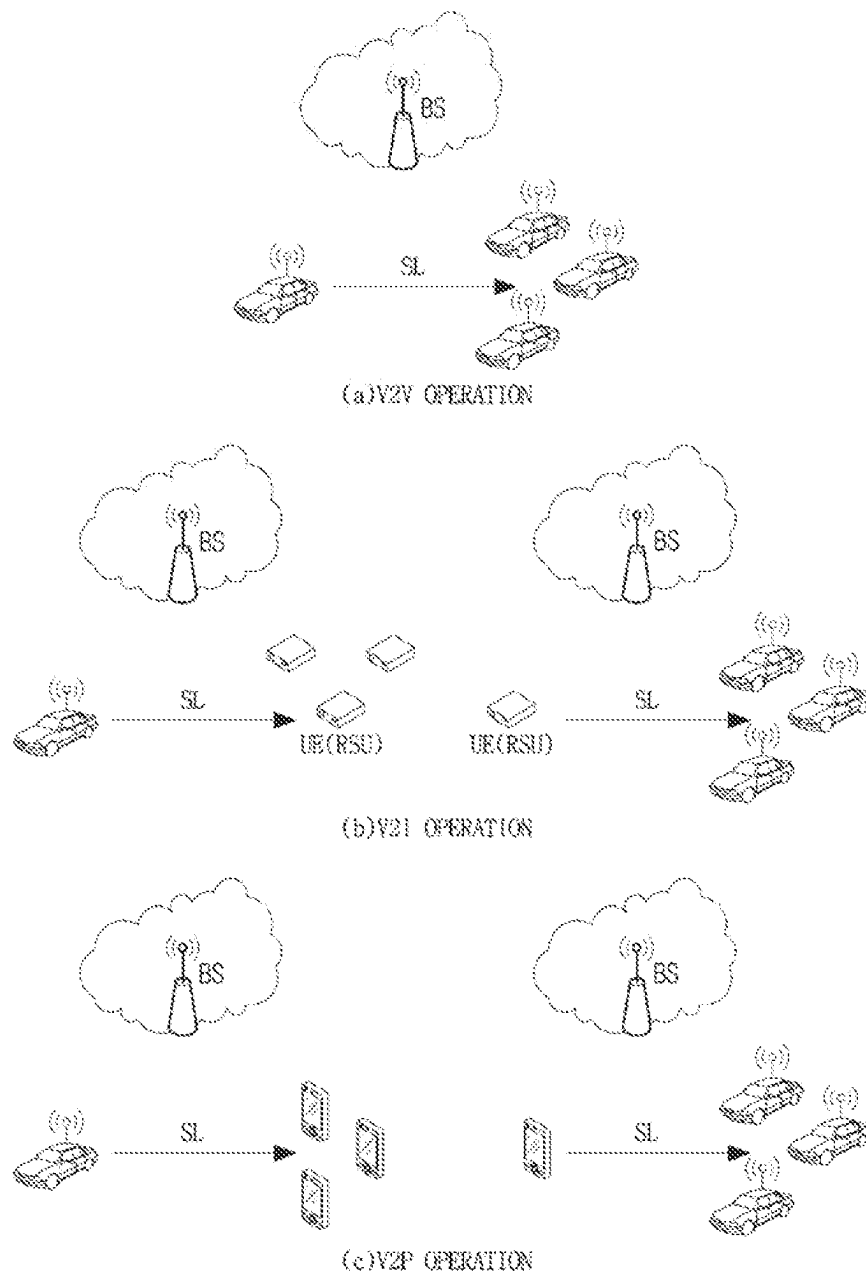 BS
SL
(a)V2V OPERATION
BS
BS
SL
SL
UE(RSU)
UE(RSU)
(b)V2I OPERATION
BS
BS
SL
SL
(c)V2P OPERATION